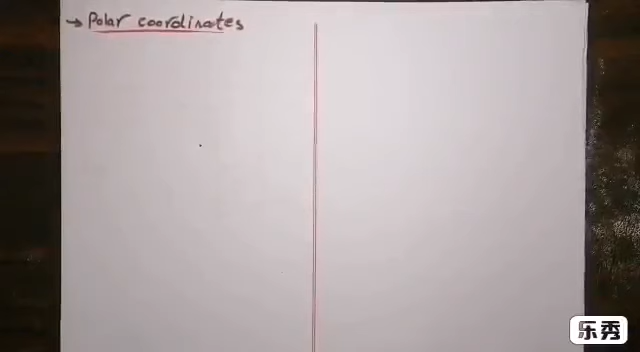 → Polar coordinates
乐秀